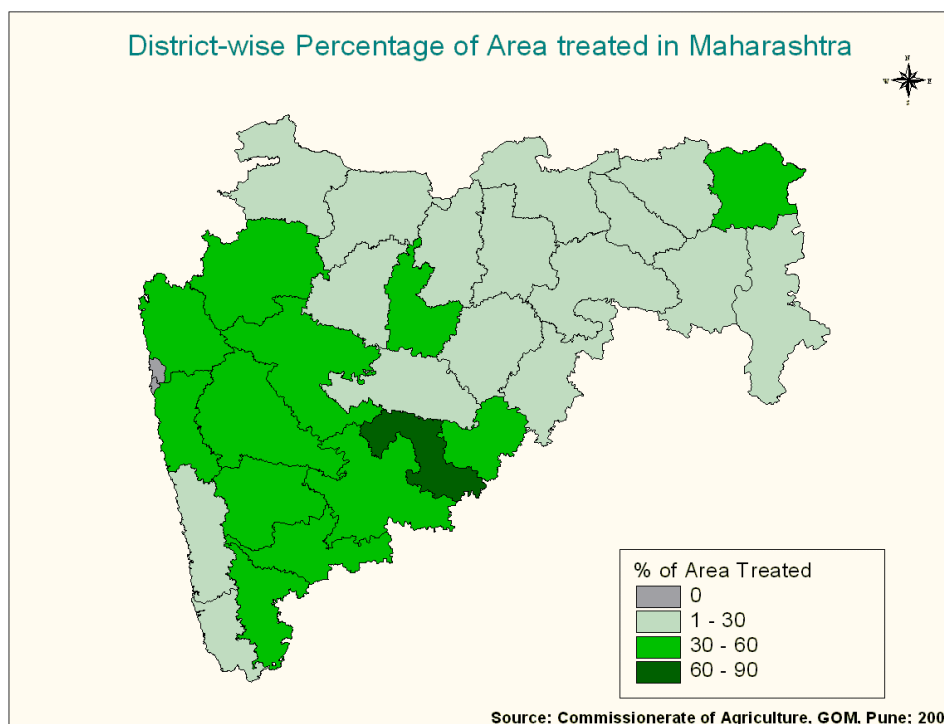 District-wise Percentage of Area treated in Maharashtra
N
W E
S
% of Area Treated
0
1 - 30
30 - 60
60 - 90
Source: Commissionerate of Agriculture, GOM, Pune; 200